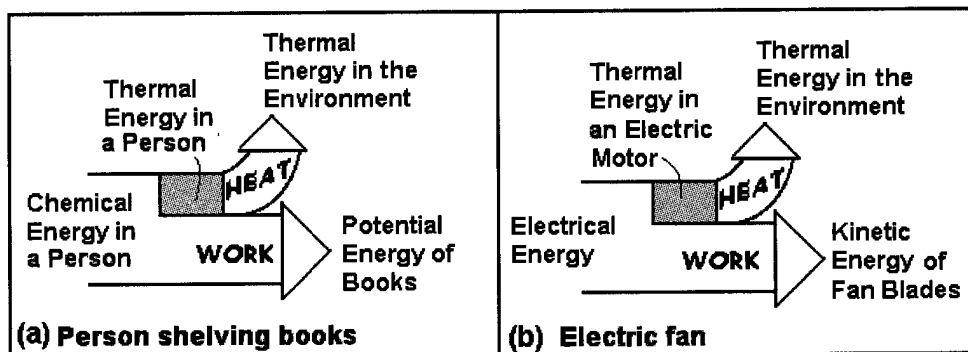 Thermal
Energy in the
Environment
Thermal
Energy in
a Person
HEAT
Chemical
Energy in
a Person
WORK
Potential
Energy of
Books
(a) Person shelving books
Thermal
Energy in the
Environment
Thermal
Energy in
an Electric
Motor
HEAT
Electrical
Energy
WORK
Kinetic
Energy of
Fan Blades
(b) Electric fan